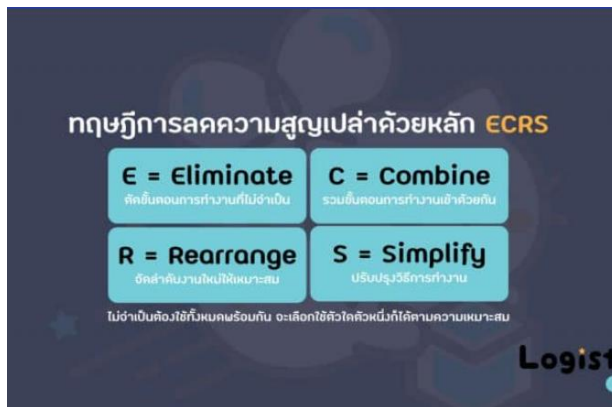 ทฤษฎีการลดความสูญเปล่าด้วยหลัก ECRS
E = Eliminate
ตัดขั้นตอนการทำงานที่ไม่จำเป็น
C = Combine
รวมขั้นตอนการทำงานเข้าด้วยกัน
R = Rearrange
จัดลำดับงานใหม่ให้เหมาะสม
S = Simplify
ปรับปรุงวิธีการทำงาน
ไม่จำเป็นต้องใช้ทั้งหมดพร้อมกัน จะเลือกใช้ตัวใดตัวหนึ่งก็ได้ตามความเหมาะสม
Logist